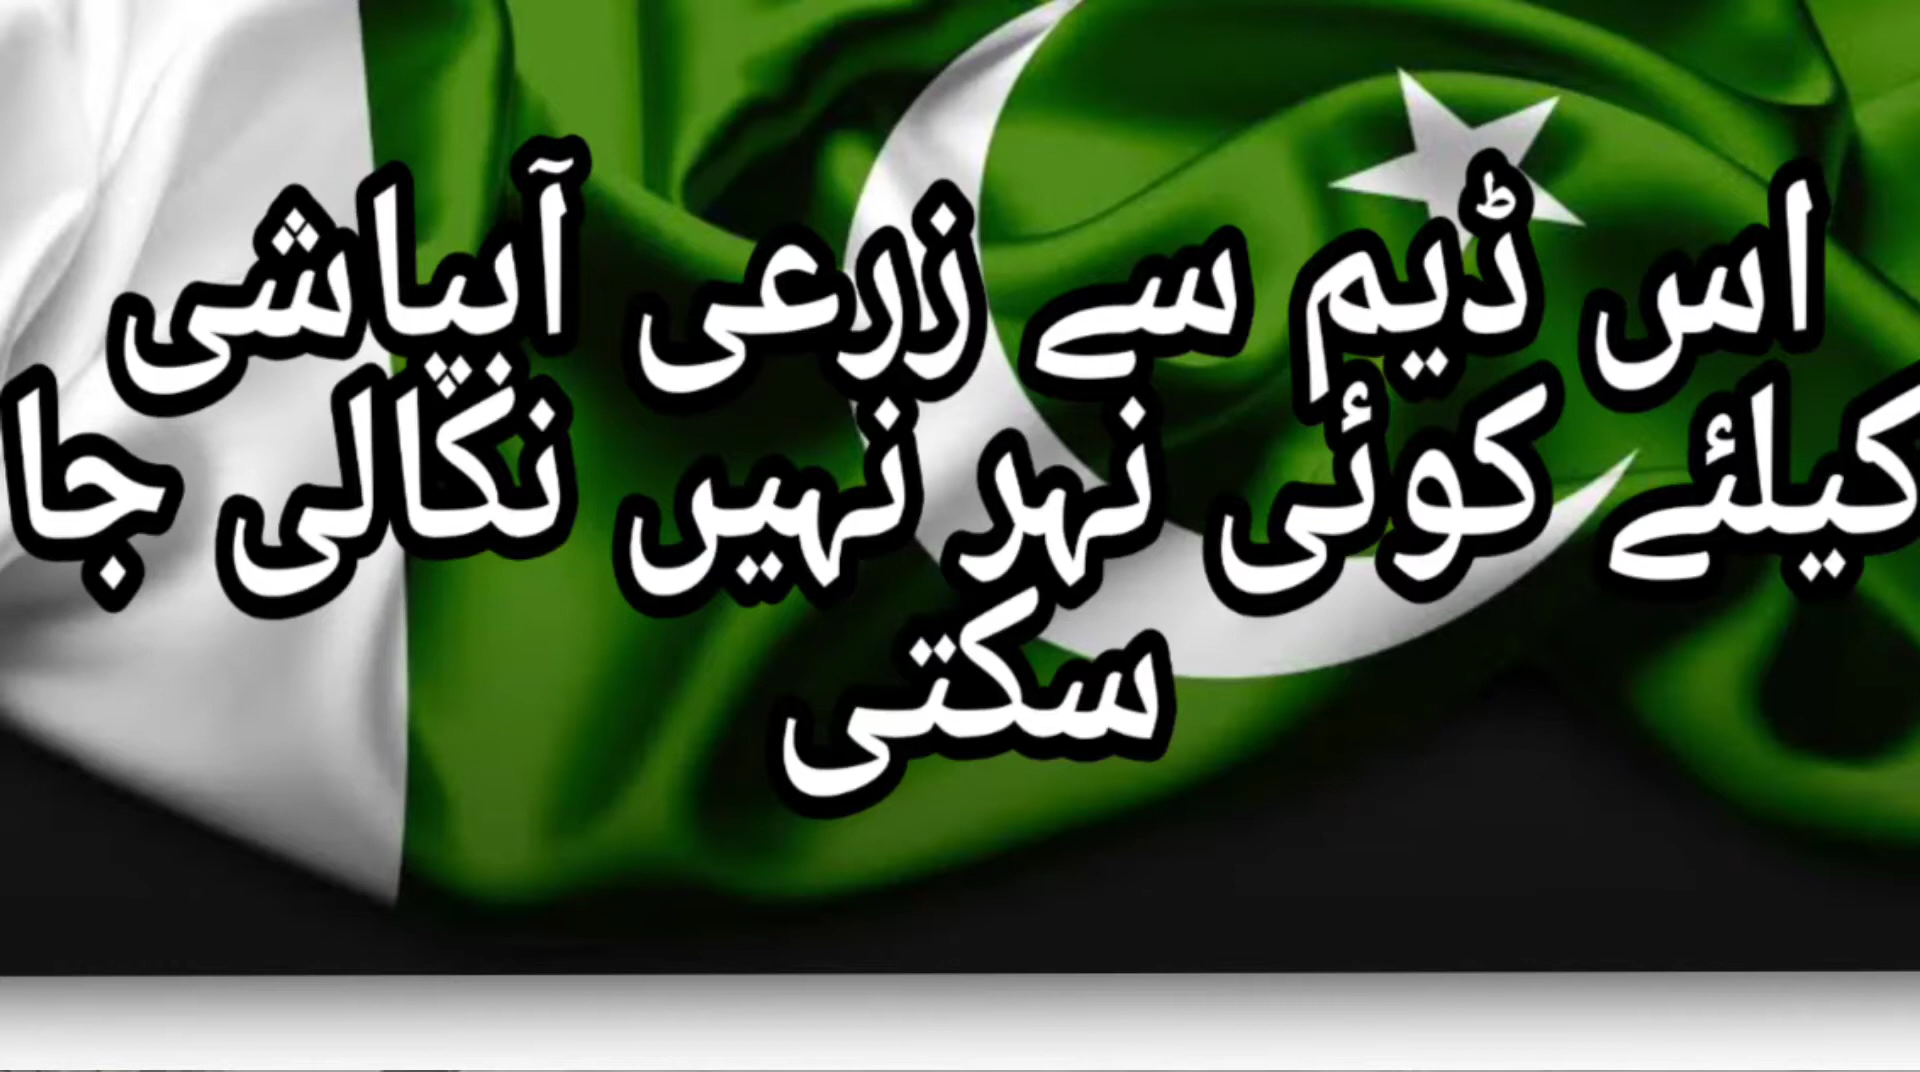 اس ڈیم سے زرعی آبپاشی
کیلئے کوئی نہر نہیں نکالی جا
سکتی